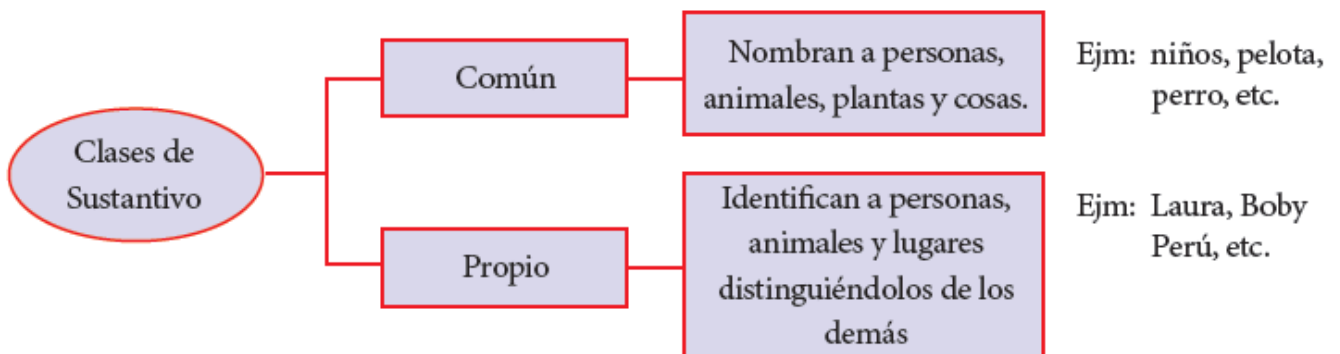 Clases de
Sustantivo
Común
Nombran a personas,
animales, plantas y cosas.
Ejm: niños, pelota,
perro, etc.
Propio
Identifican a personas,
animales y lugares
distinguiéndolos de los
demás
Ejm: Laura, Boby
Perú, etc.